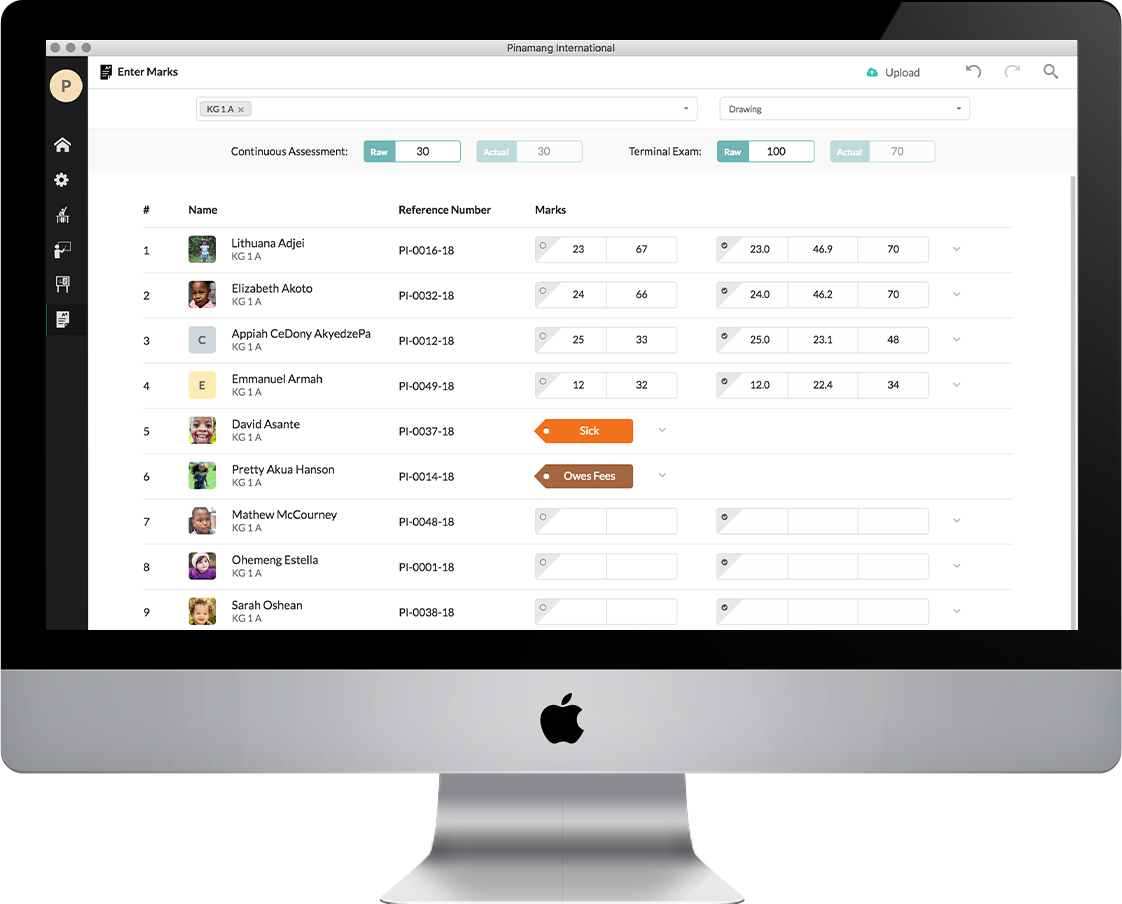 Pinamang International
P
Enter Marks
Upload
KG 1 A ×
Drawing
Continuous Assessment: Raw 30 Actual 30 Terminal Exam: Raw 100 Actual 70
# Name Reference Number Marks
1 Lithuana Adjei KG 1 A PI-0016-18 23 67 23.0 46.9 70
2 Elizabeth Akoto KG 1 A PI-0032-18 24 66 24.0 46.2 70
3 C Appiah CeDony AkyedzePa KG 1 A PI-0012-18 25 33 25.0 23.1 48
4 E Emmanuel Armah KG 1 A PI-0049-18 12 32 12.0 22.4 34
5 David Asante KG 1 A PI-0037-18 Sick
6 Pretty Akua Hanson KG 1 A PI-0014-18 Owes Fees
7 Mathew McCourney KG 1 A PI-0048-18
8 Ohemeng Estella KG 1 A PI-0001-18
9 Sarah Oshean KG 1 A PI-0038-18